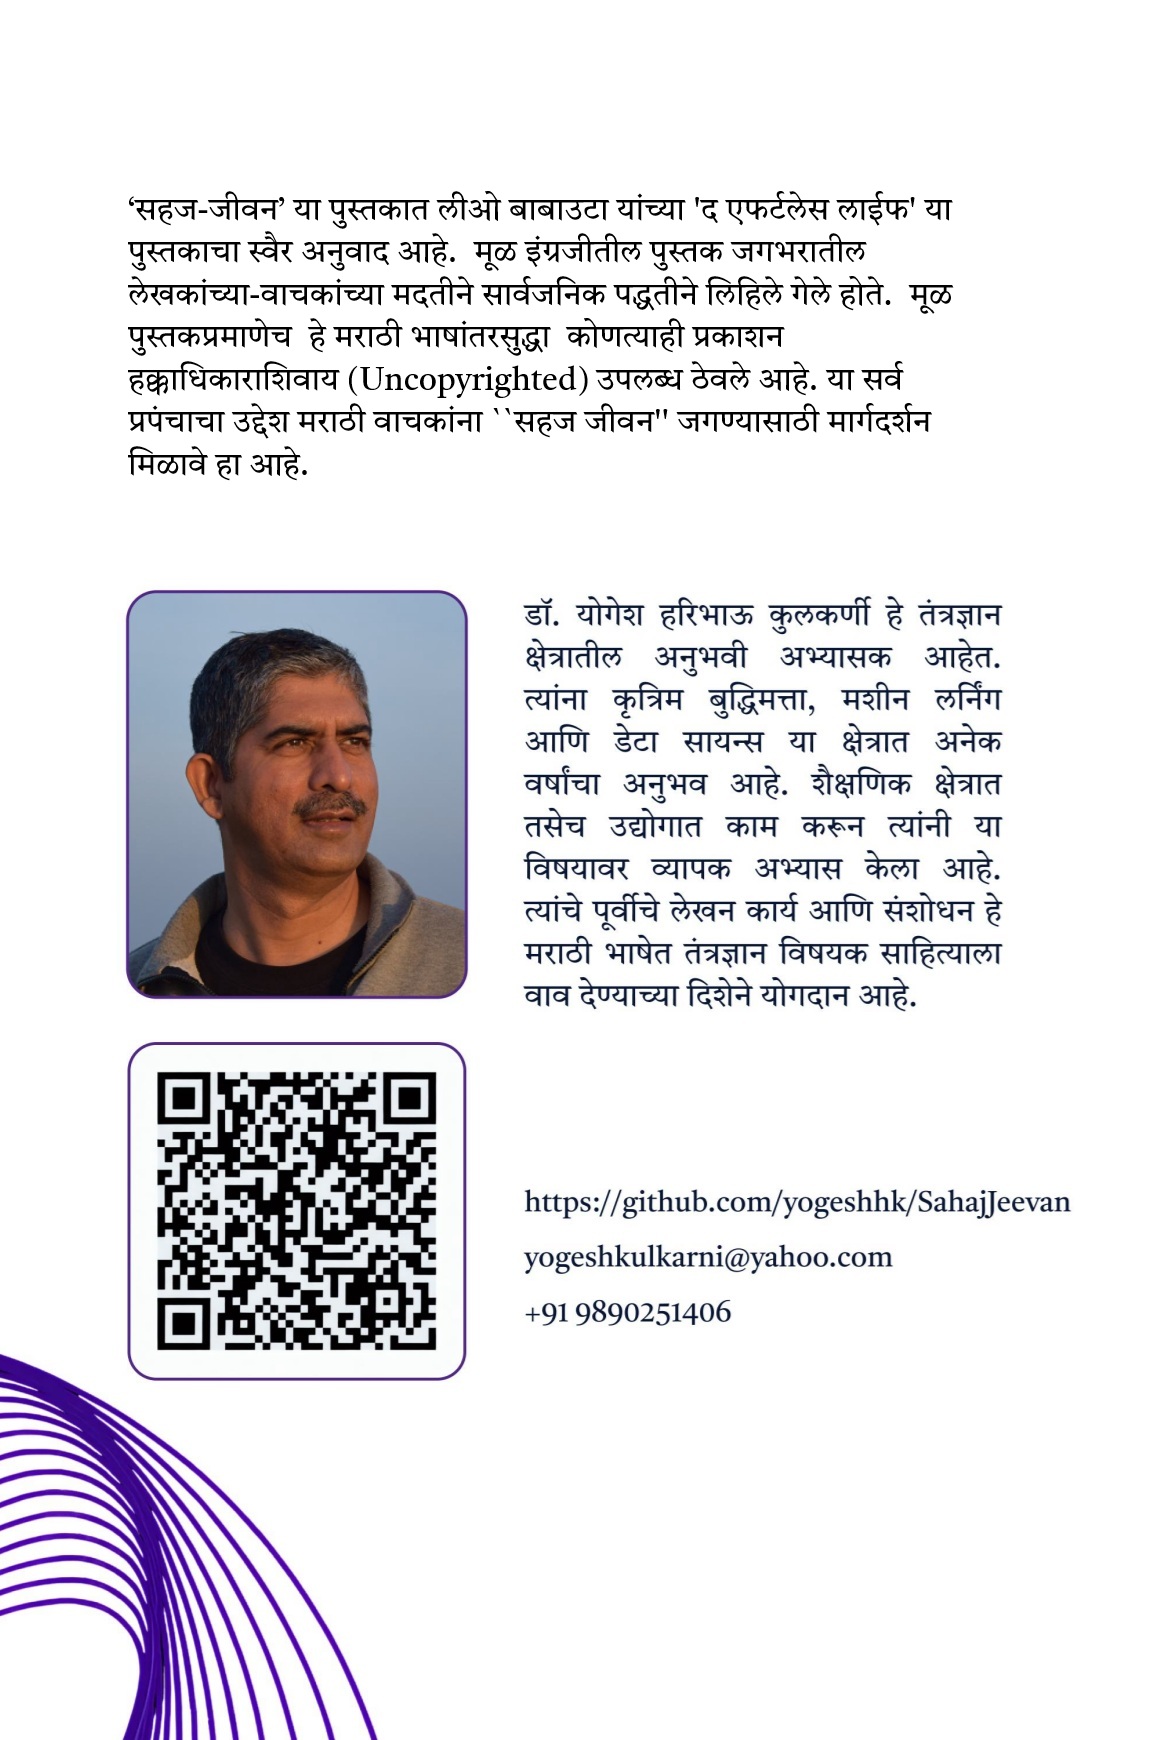 ‘सहज-जीवन’ या पुस्तकात लीओ बाबाउटा यांच्या 'द एफर्टलेस लाईफ' या
पुस्तकाचा स्वैर अनुवाद आहे. मूळ इंग्रजीतील पुस्तक जगभरातील
लेखकांच्या-वाचकांच्या मदतीने सार्वजनिक पद्धतीने लिहिले गेले होते. मूळ
पुस्तकप्रमाणेच हे मराठी भाषांतरसुद्धा कोणत्याही प्रकाशन
हक्काधिकाराशिवाय (Uncopyrighted) उपलब्ध ठेवले आहे. या सर्व
प्रपंचाचा उद्देश मराठी वाचकांना ``सहज जीवन'' जगण्यासाठी मार्गदर्शन
मिळावे हा आहे.
डॉ. योगेश हरिभाऊ कुलकर्णी हे तंत्रज्ञान
क्षेत्रातील अनुभवी अभ्यासक आहेत.
त्यांना कृत्रिम बुद्धिमत्ता, मशीन लर्निंग
आणि डेटा सायन्स या क्षेत्रात अनेक
वर्षांचा अनुभव आहे. शैक्षणिक क्षेत्रात
तसेच उद्योगात काम करून त्यांनी या
विषयावर व्यापक अभ्यास केला आहे.
त्यांचे पूर्वीचे लेखन कार्य आणि संशोधन हे
मराठी भाषेत तंत्रज्ञान विषयक साहित्याला
वाव देण्याच्या दिशेने योगदान आहे.
https://github.com/yogeshhk/SahajJeevan
yogeshkulkarni@yahoo.com
+91 9890251406